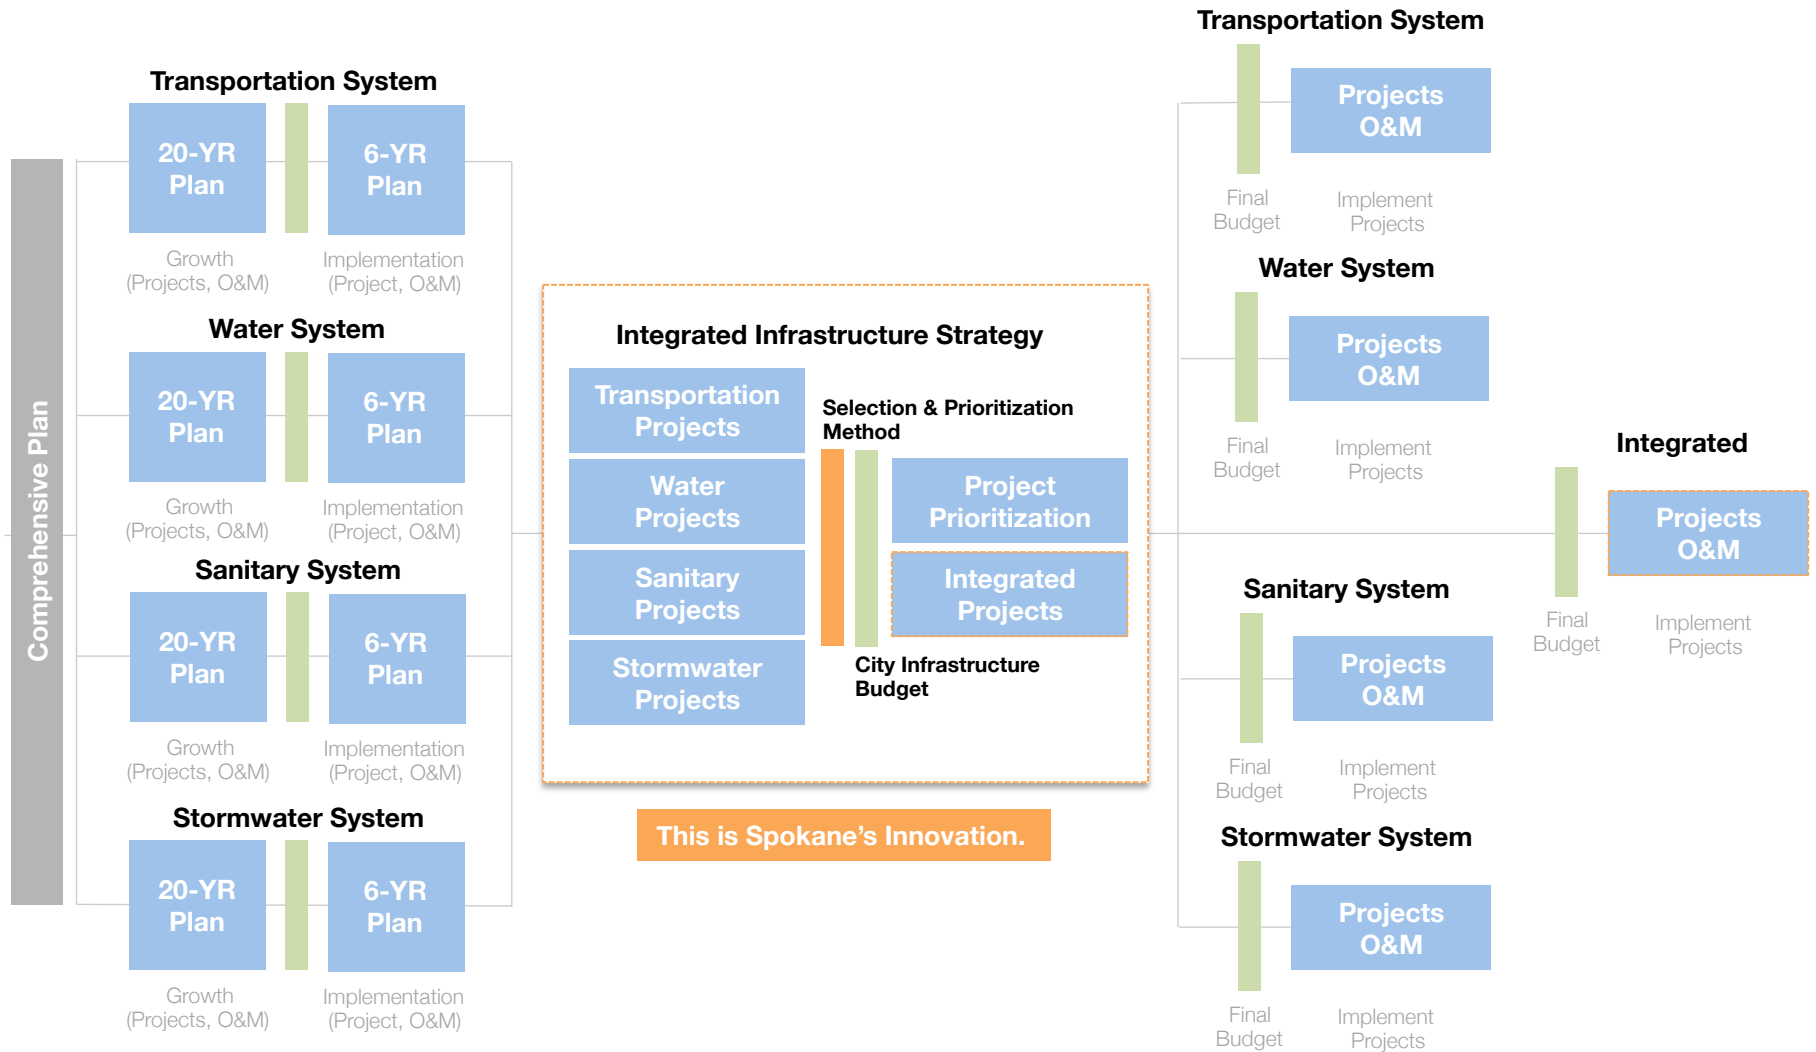 Comprehensive Plan
Transportation System
20-YR
Plan
6-YR
Plan
Growth
(Projects, O&M)
Implementation
(Project, O&M)
Water System
20-YR
Plan
6-YR
Plan
Growth
(Projects, O&M)
Implementation
(Project, O&M)
Sanitary System
20-YR
Plan
6-YR
Plan
Growth
(Projects, O&M)
Implementation
(Project, O&M)
Stormwater System
20-YR
Plan
6-YR
Plan
Growth
(Projects, O&M)
Implementation
(Project, O&M)
Integrated Infrastructure Strategy
Transportation
Projects
Water
Projects
Sanitary
Projects
Stormwater
Projects
Selection & Prioritization
Method
Project
Prioritization
Integrated
Projects
City Infrastructure
Budget
This is Spokane’s Innovation.
Transportation System
Projects
O&M
Final
Budget
Implement
Projects
Water System
Projects
O&M
Final
Budget
Implement
Projects
Sanitary System
Projects
O&M
Final
Budget
Implement
Projects
Stormwater System
Projects
O&M
Final
Budget
Implement
Projects
Integrated
Projects
O&M
Final
Budget
Implement
Projects